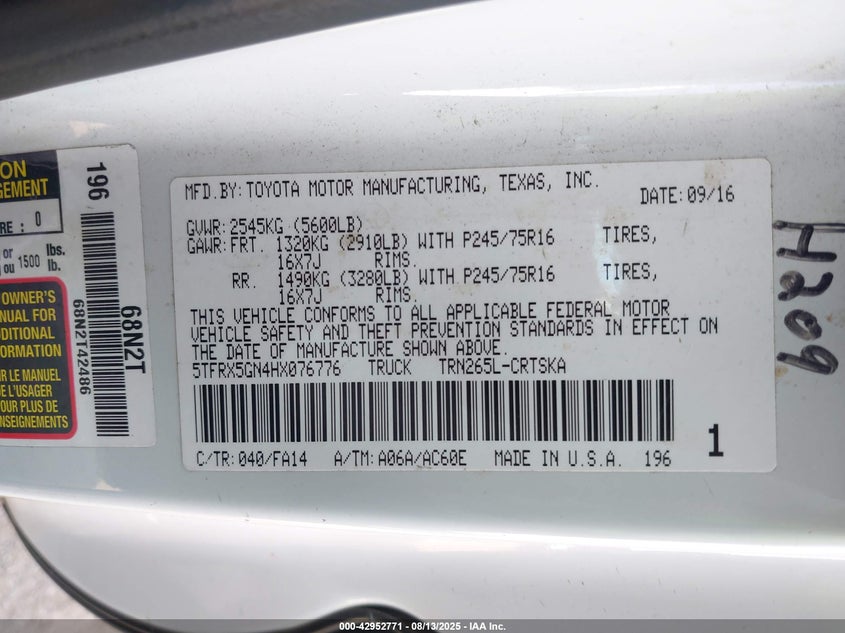 ON
GEMENT
RE : 0
or
ou 1500 lbs.
lb.
OWNER'S
NUAL FOR
DDITIONAL
FORMATION
R LE MANUEL
E L'USAGER
POUR PLUS DE
NSEIGNEMENTS
196
68N2T42486
68N2T
MFD.BY:TOYOTA MOTOR MANUFACTURING, TEXAS, INC.
DATE:09/16
GVWR:2545KG (5600LB)
GAWR:FRT. 1320KG (2910LB) WITH P245/75R16 TIRES,
16X7J RIMS.
RR. 1490KG (3280LB) WITH P245/75R16 TIRES,
16X7J RIMS.
THIS VEHICLE CONFORMS TO ALL APPLICABLE FEDERAL MOTOR
VEHICLE SAFETY AND THEFT PREVENTION STANDARDS IN EFFECT ON
THE DATE OF MANUFACTURE SHOWN ABOVE.
5TFRX5GN4HX076776 TRUCK TRN265L-CRTSKA
C/TR:040/FA14 A/TM:A06A/AC60E MADE IN U.S.A. 196
1
H209
000-42952771 - 08/13/2025 - IAA Inc.